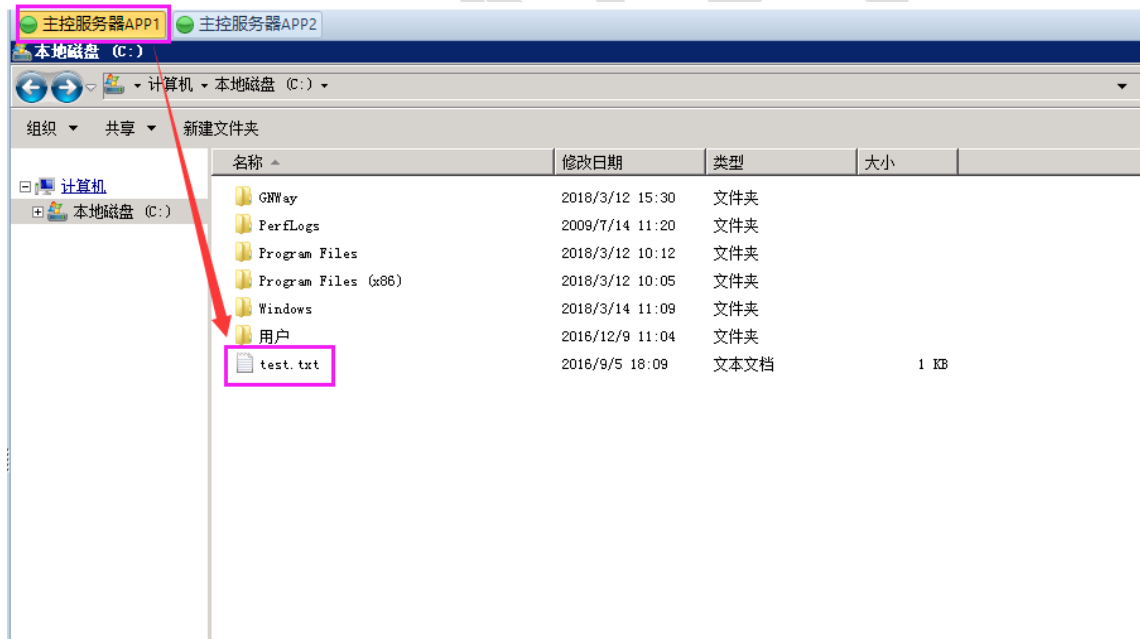 主控服务器APP1 主控服务器APP2
本地磁盘 (C:)
计算机 本地磁盘 (C:)
组织 共享 新建文件夹
名称 修改日期 类型 大小
计算机
本地磁盘 (C:)
GNWay 2018/3/12 15:30 文件夹
PerfLogs 2009/7/14 11:20 文件夹
Program Files 2018/3/12 10:12 文件夹
Program Files (x86) 2018/3/12 10:05 文件夹
Windows 2018/3/14 11:09 文件夹
用户 2016/12/9 11:04 文件夹
test.txt 2016/9/5 18:09 文本文档 1 KB